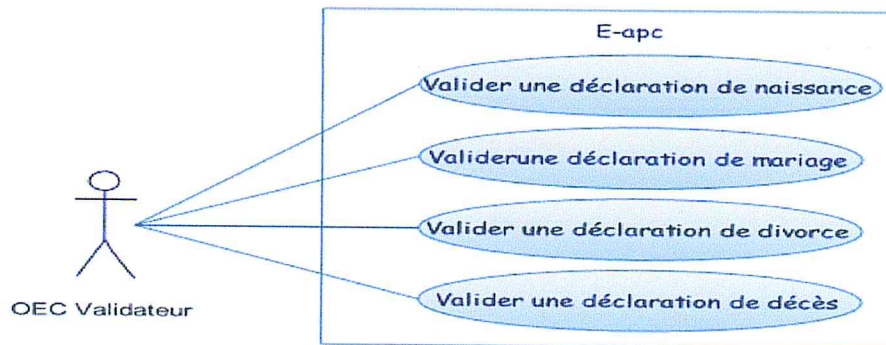 E-apc
Valider une déclaration de naissance
Validerune déclaration de mariage
Valider une déclaration de divorce
Valider une déclaration de décès
OEC Validateur